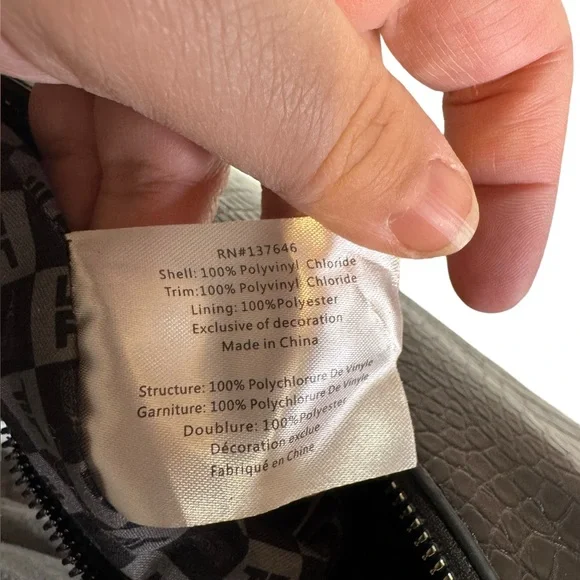 RN#137646
Shell: 100% Polyvinyl Chloride
Trim:100% Polyvinyl Chloride
Lining: 100%Polyester
Exclusive of decoration
Made in China
Structure: 100% Polychlorure De Vinyle
Garniture: 100% Polychlorure De Vinyle
Doublure: 100%Polyester
Décoration exclue
Fabriqué en Chine